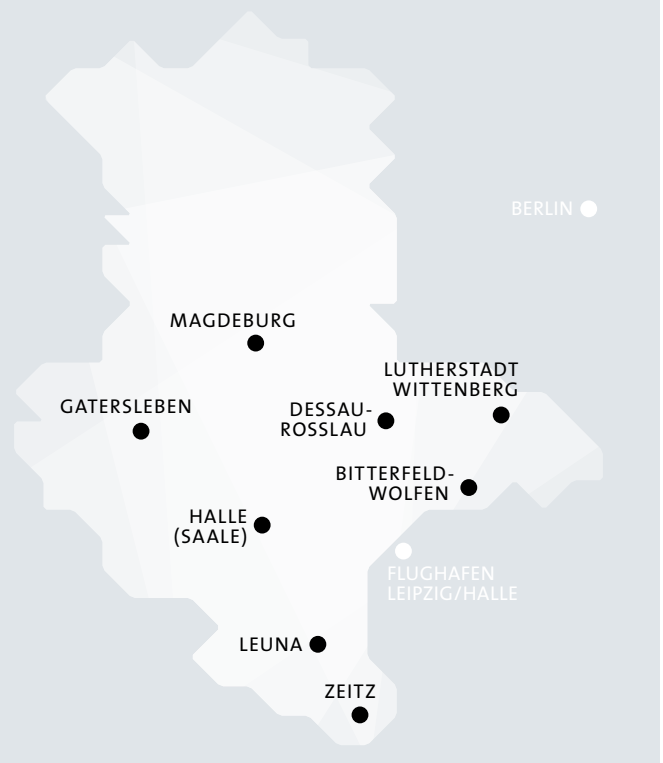 BERLIN
MAGDEBURG
LUTHERSTADT
WITTENBERG
GATERSLEBEN
DESSAU-
ROSSLAU
BITTERFELD-
WOLFEN
HALLE
(SAALE)
FLUGHAFEN
LEIPZIG/HALLE
LEUNA
ZEITZ